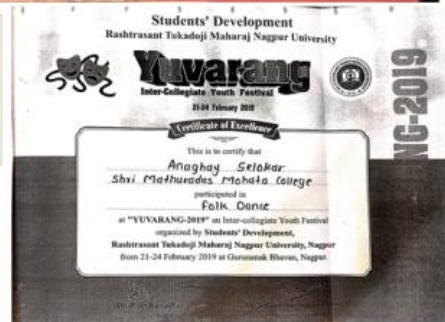 Students' Development
Rashtrasant Tukadoji Maharaj Nagpur University
Yuvarang
Inter-Collegiate Youth Festival
21-24 February 2019
Certificate of Excellence
This is to certify that
Anaghay Selokar
Shri Mathuradas Mohata College
participated in
Folk Dance
at "YUVARANG-2019" on Inter-collegiate Youth Festival
organized by Students' Development,
Rashtrasant Tukadoji Maharaj Nagpur University, Nagpur
from 21-24 February 2019 at Gurunanak Bhavan, Nagpur.
NG-2019